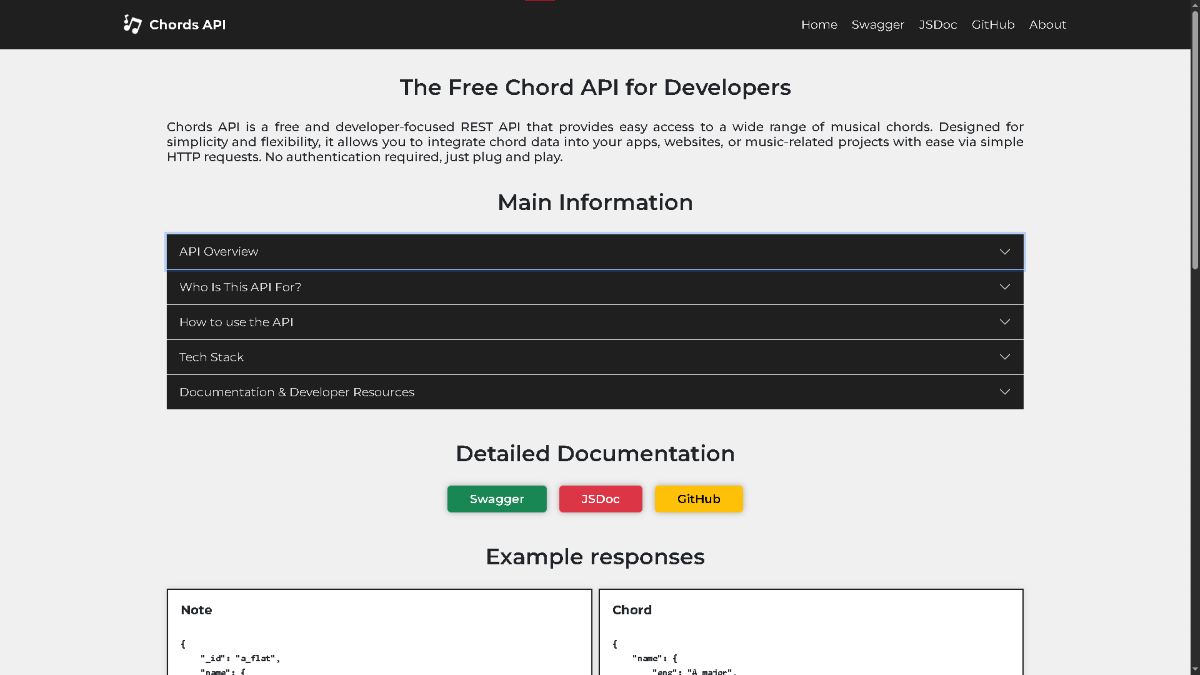 Chords API
Home Swagger JSDoc GitHub About
The Free Chord API for Developers
Chords API is a free and developer-focused REST API that provides easy access to a wide range of musical chords. Designed for
simplicity and flexibility, it allows you to integrate chord data into your apps, websites, or music-related projects with ease via simple
HTTP requests. No authentication required, just plug and play.
Main Information
API Overview
Who Is This API For?
How to use the API
Tech Stack
Documentation & Developer Resources
Detailed Documentation
Swagger JSDoc GitHub
Example responses
Note
{
"_id": "a_flat",
"name": {
Chord
{
"name": {
"eng": "A major",